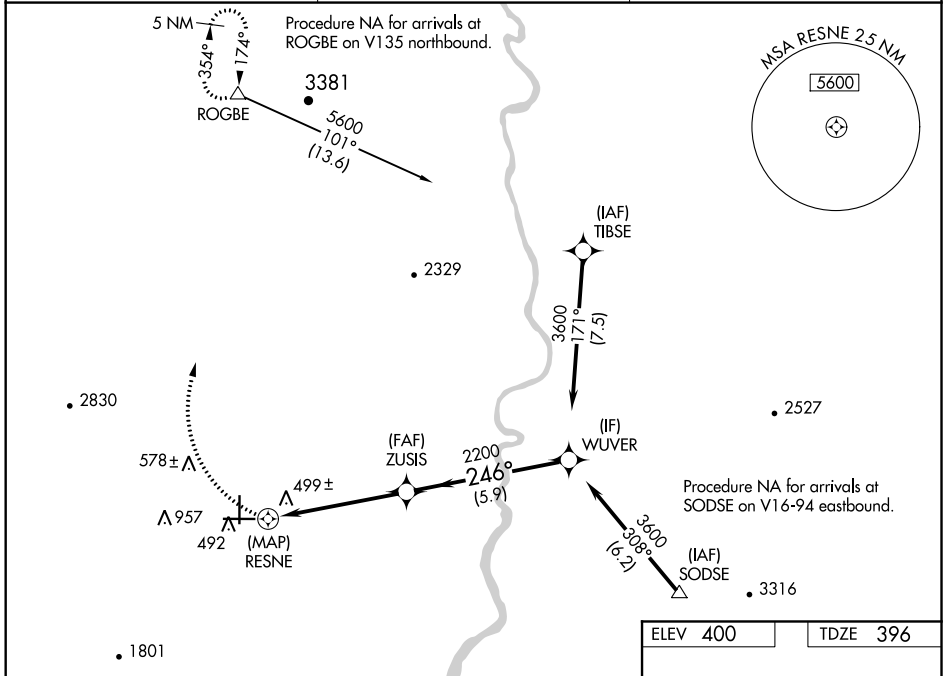 5 NM
354°
174°
ROGBE
Procedure NA for arrivals at
ROGBE on V135 northbound.
3381
5600
101°
(13.6)
MSA RESNE 25 NM
5600
(IAF)
TIBSE
3600
171°
(7.5)
2329
2830
2527
(IF)
WUVER
(FAF)
ZUSIS
2200
246°
(5.9)
578±
499±
957
492
(MAP)
RESNE
Procedure NA for arrivals at
SODSE on V16-94 eastbound.
3600
308°
(6.2)
(IAF)
SODSE
3316
1801
ELEV 400
TDZE 396